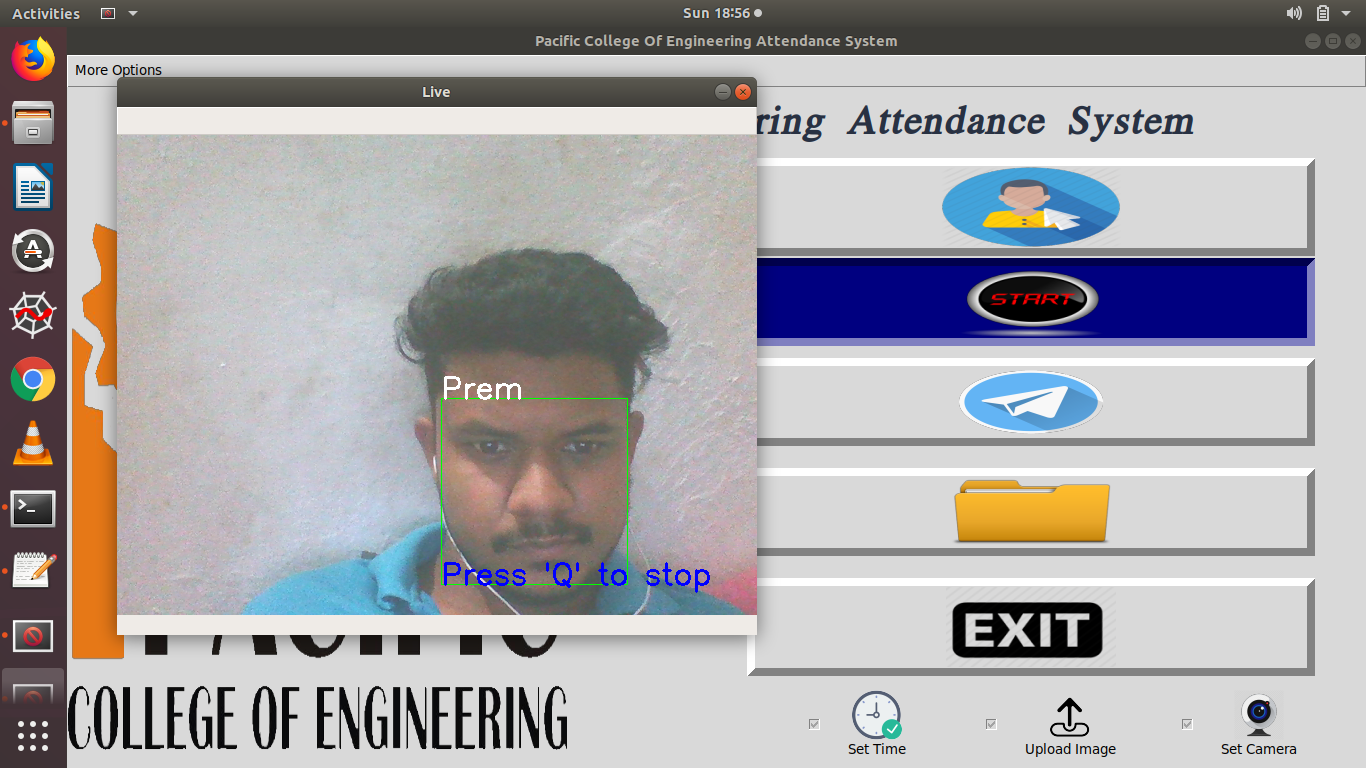 Activities
Sun 18:56
Pacific College Of Engineering Attendance System
More Options
Live
ring Attendance System
START
Prem
Press 'Q' to stop
EXIT
COLLEGE OF ENGINEERING
Set Time
Upload Image
Set Camera